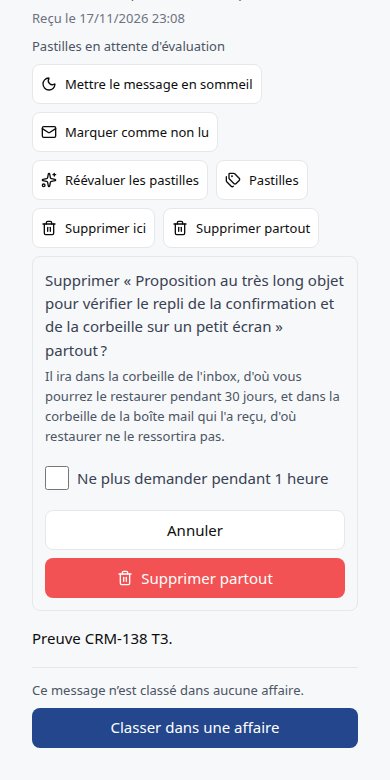 Reçu le 17/11/2026 23:08
Pastilles en attente d'évaluation
Mettre le message en sommeil
Marquer comme non lu
Réévaluer les pastilles
Pastilles
Supprimer ici
Supprimer partout
Supprimer « Proposition au très long objet
pour vérifier le repli de la confirmation et
de la corbeille sur un petit écran »
partout ?
Il ira dans la corbeille de l'inbox, d'où vous
pourrez le restaurer pendant 30 jours, et dans la
corbeille de la boîte mail qui l'a reçu, d'où
restaurer ne le ressortira pas.
Ne plus demander pendant 1 heure
Annuler
Supprimer partout
Preuve CRM-138 T3.
Ce message n’est classé dans aucune affaire.
Classer dans une affaire